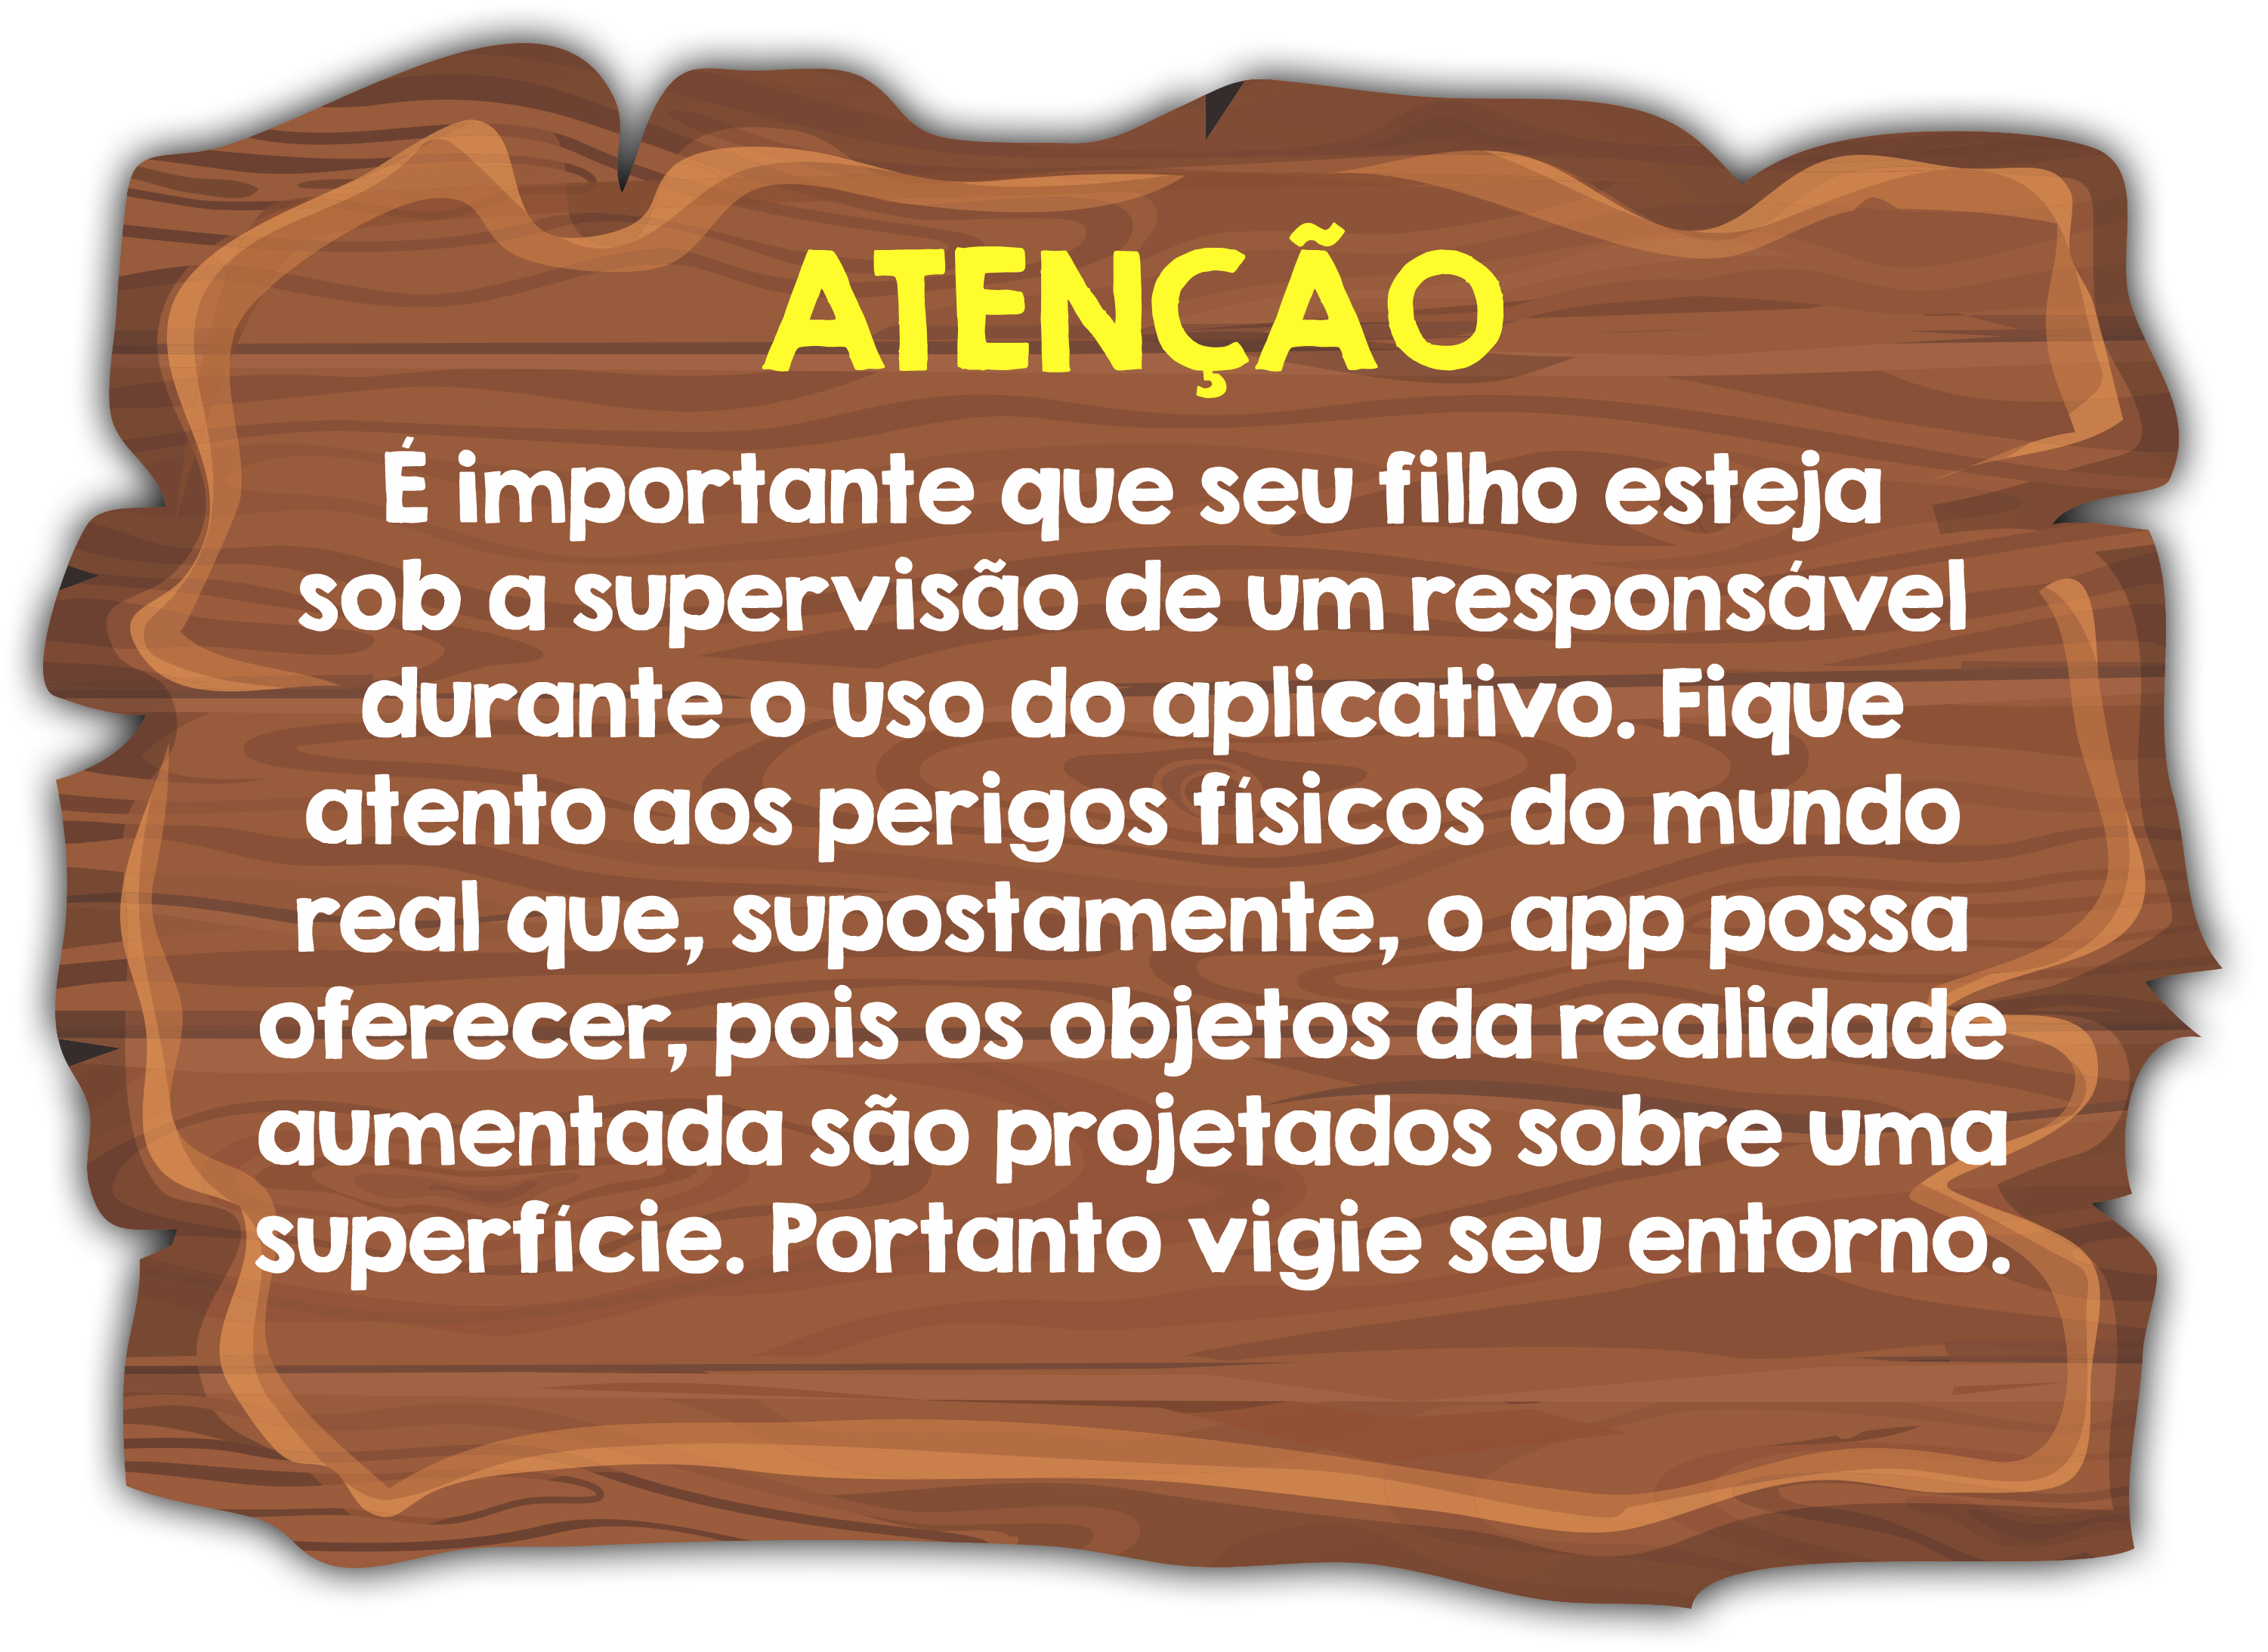 ATENÇÃO
É importante que seu filho esteja
sob a supervisão de um responsável
durante o uso do aplicativo. Fique
atento aos perigos físicos do mundo
real que, supostamente, o app possa
oferecer, pois os objetos da realidade
aumentada são projetados sobre uma
superfície. Portanto vigie seu entorno.